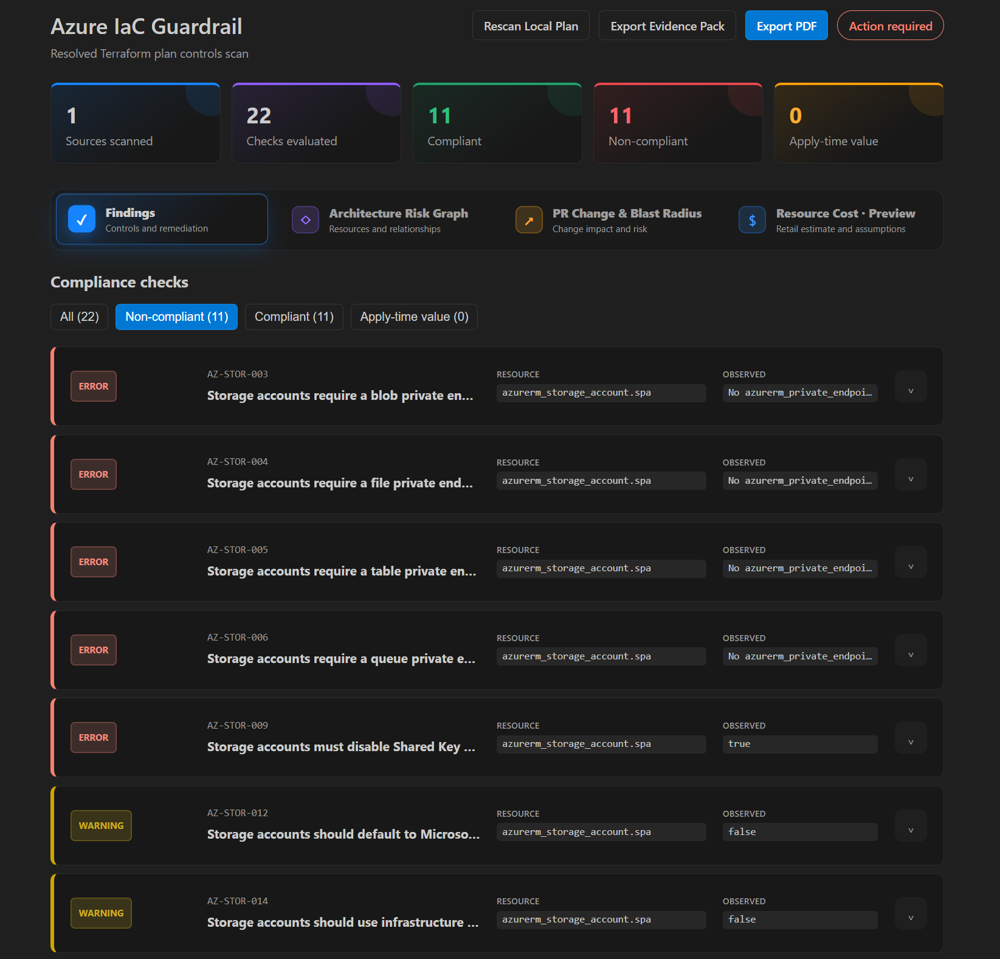 Azure IaC Guardrail
Rescan Local Plan
Export Evidence Pack
Export PDF
Action required
Resolved Terraform plan controls scan
1
Sources scanned
22
Checks evaluated
11
Compliant
11
Non-compliant
0
Apply-time value
✓
Findings
Controls and remediation
Architecture Risk Graph
Resources and relationships
PR Change & Blast Radius
Change impact and risk
$
Resource Cost · Preview
Retail estimate and assumptions
Compliance checks
All (22)
Non-compliant (11)
Compliant (11)
Apply-time value (0)
ERROR
AZ-STOR-003
Storage accounts require a blob private en...
RESOURCE
azurerm_storage_account.spa
OBSERVED
No azurerm_private_endpoi…
v
ERROR
AZ-STOR-004
Storage accounts require a file private end...
RESOURCE
azurerm_storage_account.spa
OBSERVED
No azurerm_private_endpoi…
v
ERROR
AZ-STOR-005
Storage accounts require a table private en...
RESOURCE
azurerm_storage_account.spa
OBSERVED
No azurerm_private_endpoi…
v
ERROR
AZ-STOR-006
Storage accounts require a queue private e...
RESOURCE
azurerm_storage_account.spa
OBSERVED
No azurerm_private_endpoi…
v
ERROR
AZ-STOR-009
Storage accounts must disable Shared Key ...
RESOURCE
azurerm_storage_account.spa
OBSERVED
true
v
WARNING
AZ-STOR-012
Storage accounts should default to Microso...
RESOURCE
azurerm_storage_account.spa
OBSERVED
false
v
WARNING
AZ-STOR-014
Storage accounts should use infrastructure ...
RESOURCE
azurerm_storage_account.spa
OBSERVED
false
v